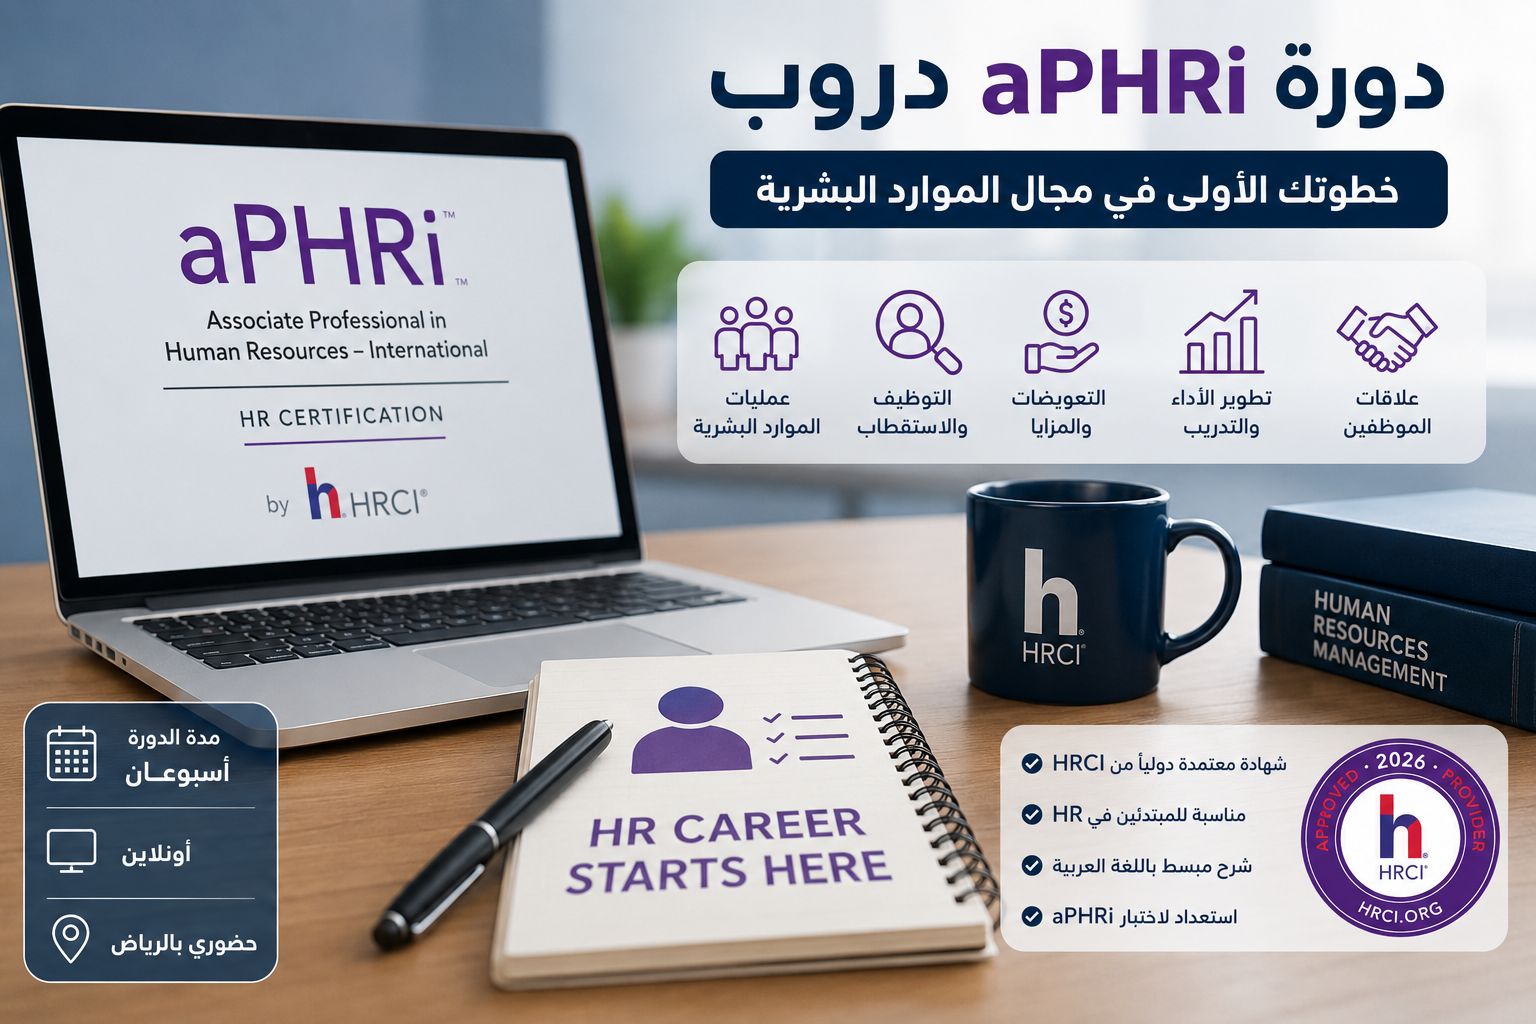 دورة aPHRi دروب
خطوتك الأولى في مجال الموارد البشرية
علاقات
الموظفين
تطوير الأداء
والتدريب
التعويضات
والمزايا
التوظيف
والاستقطاب
عمليات
الموارد البشرية
aPHRi™
™
Associate Professional in
Human Resources – International
HR CERTIFICATION
by h® HRCI®
h®
HRCI®
HUMAN
RESOURCES
MANAGEMENT
HR CAREER
STARTS HERE
شهادة معتمدة دولياً من HRCI
مناسبة للمبتدئين في HR
شرح مبسط باللغة العربية
استعداد لاختبار aPHRi
APPROVED · 2026 · PROVIDER
h®
HRCI®
HRCI.ORG
مدة الدورة
أسبوعــان
أونلاين
حضوري بالرياض